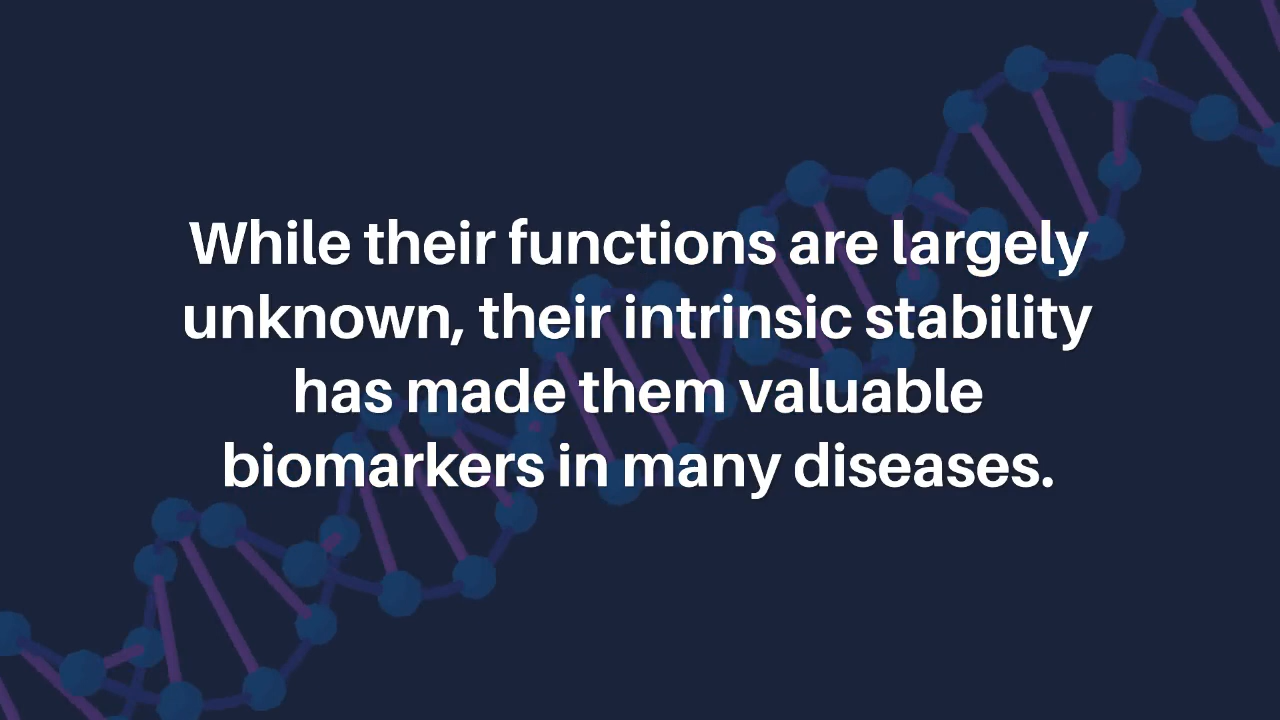 While their functions are largely
unknown, their intrinsic stability
has made them valuable
biomarkers in many diseases.